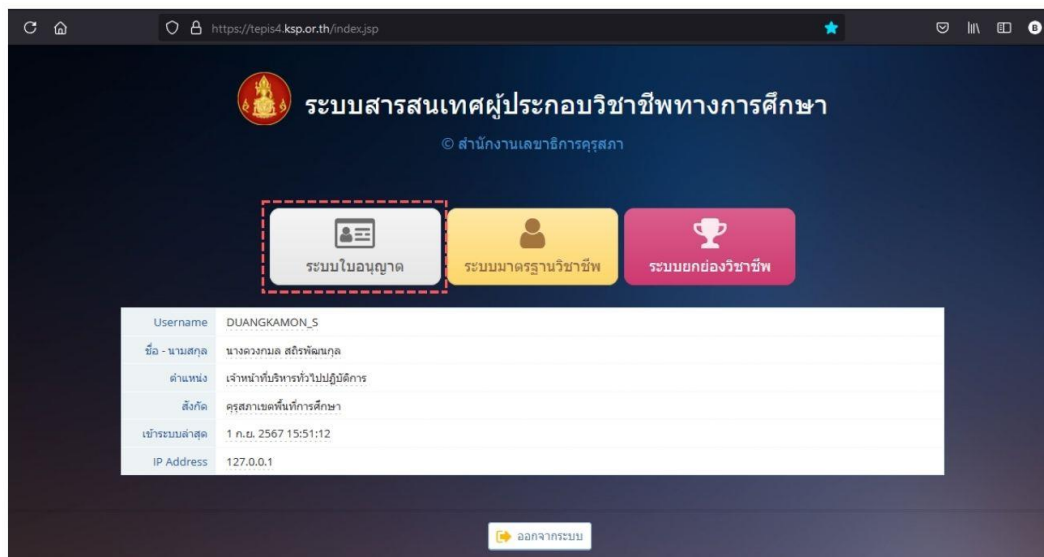 https://tepis4.ksp.or.th/index.jsp
ระบบสารสนเทศผู้ประกอบวิชาชีพทางการศึกษา
© สำนักงานเลขาธิการคุรุสภา
ระบบใบอนุญาต ระบบมาตรฐานวิชาชีพ ระบบยกย่องวิชาชีพ
Username DUANGKAMON_S
ชื่อ - นามสกุล นางดวงกมล สถิรพัฒนกุล
ตำแหน่ง เจ้าหน้าที่บริหารทั่วไปปฏิบัติการ
สังกัด คุรุสภาเขตพื้นที่การศึกษา
เข้าระบบล่าสุด 1 ก.ย. 2567 15:51:12
IP Address 127.0.0.1
ออกจากระบบ